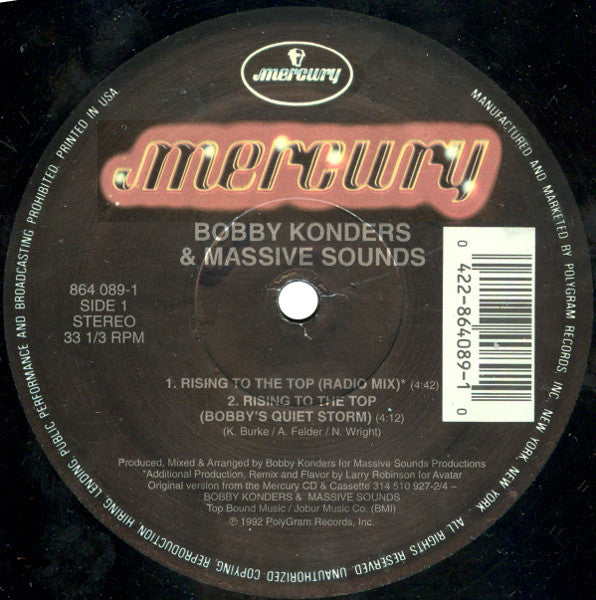 mercury
mercury
BOBBY KONDERS
& MASSIVE SOUNDS
864 089-1
SIDE 1
STEREO
33 1/3 RPM
0 422-864089-1 0
1. RISING TO THE TOP (RADIO MIX)* (4:42)
2. RISING TO THE TOP
(BOBBY'S QUIET STORM) (4:12)
(K. Burke/ A. Felder / N. Wright)
Produced, Mixed & Arranged by Bobby Konders for Massive Sounds Productions
*Additional Production, Remix and Flavor by Larry Robinson for Avatar
Original version from the Mercury CD & Cassette 314 510 927-2/4 –
BOBBY KONDERS & MASSIVE SOUNDS
Top Bound Music / Jobur Music Co. (BMI)
℗ 1992 PolyGram Records, Inc.
MANUFACTURED AND MARKETED BY POLYGRAM RECORDS INC. NEW YORK, NEW YORK. ALL RIGHTS RESERVED. UNAUTHORIZED COPYING, REPRODUCTION, HIRING, LENDING, PUBLIC PERFORMANCE AND BROADCASTING PROHIBITED. PRINTED IN USA